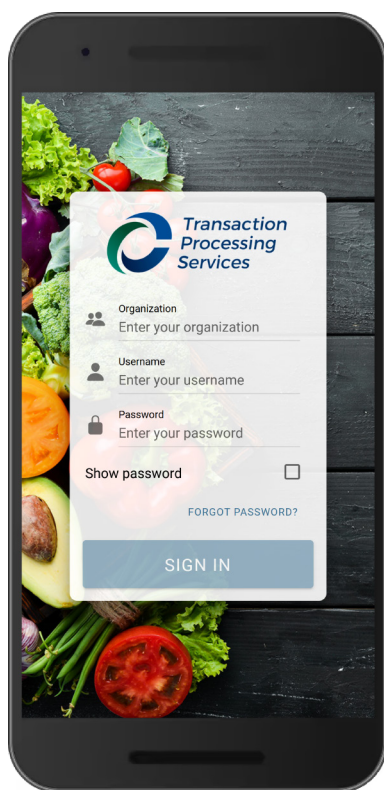 Transaction
Processing
Services
Organization
Enter your organization
Username
Enter your username
Password
Enter your password
Show password
FORGOT PASSWORD?
SIGN IN